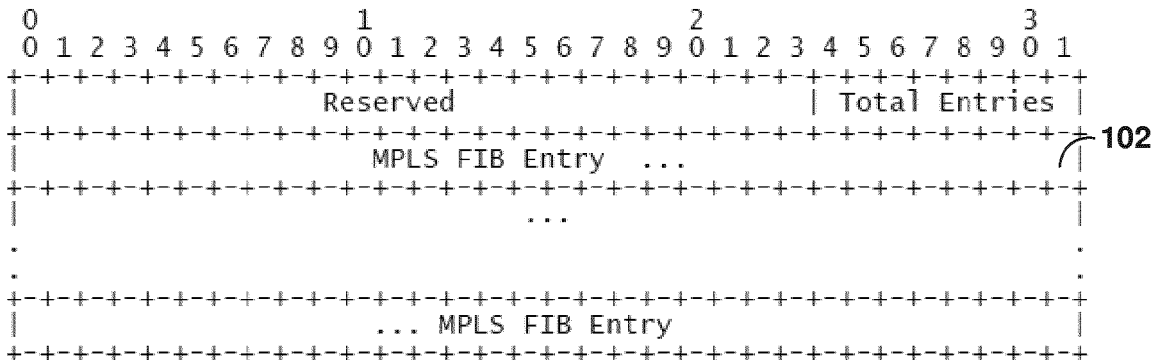 0                   1                   2                   3
0 1 2 3 4 5 6 7 8 9 0 1 2 3 4 5 6 7 8 9 0 1 2 3 4 5 6 7 8 9 0 1
+-+-+-+-+-+-+-+-+-+-+-+-+-+-+-+-+-+-+-+-+-+-+-+-+-+-+-+-+-+-+-+-+
|                  Reserved                     | Total Entries |
+-+-+-+-+-+-+-+-+-+-+-+-+-+-+-+-+-+-+-+-+-+-+-+-+-+-+-+-+-+-+-+-+ 102
|                     MPLS FIB Entry  ...                       |
+-+-+-+-+-+-+-+-+-+-+-+-+-+-+-+-+-+-+-+-+-+-+-+-+-+-+-+-+-+-+-+-+
|                              ...                              |
.                                                               .
.                                                               .
+-+-+-+-+-+-+-+-+-+-+-+-+-+-+-+-+-+-+-+-+-+-+-+-+-+-+-+-+-+-+-+-+
|                     ... MPLS FIB Entry                        |
+-+-+-+-+-+-+-+-+-+-+-+-+-+-+-+-+-+-+-+-+-+-+-+-+-+-+-+-+-+-+-+-+